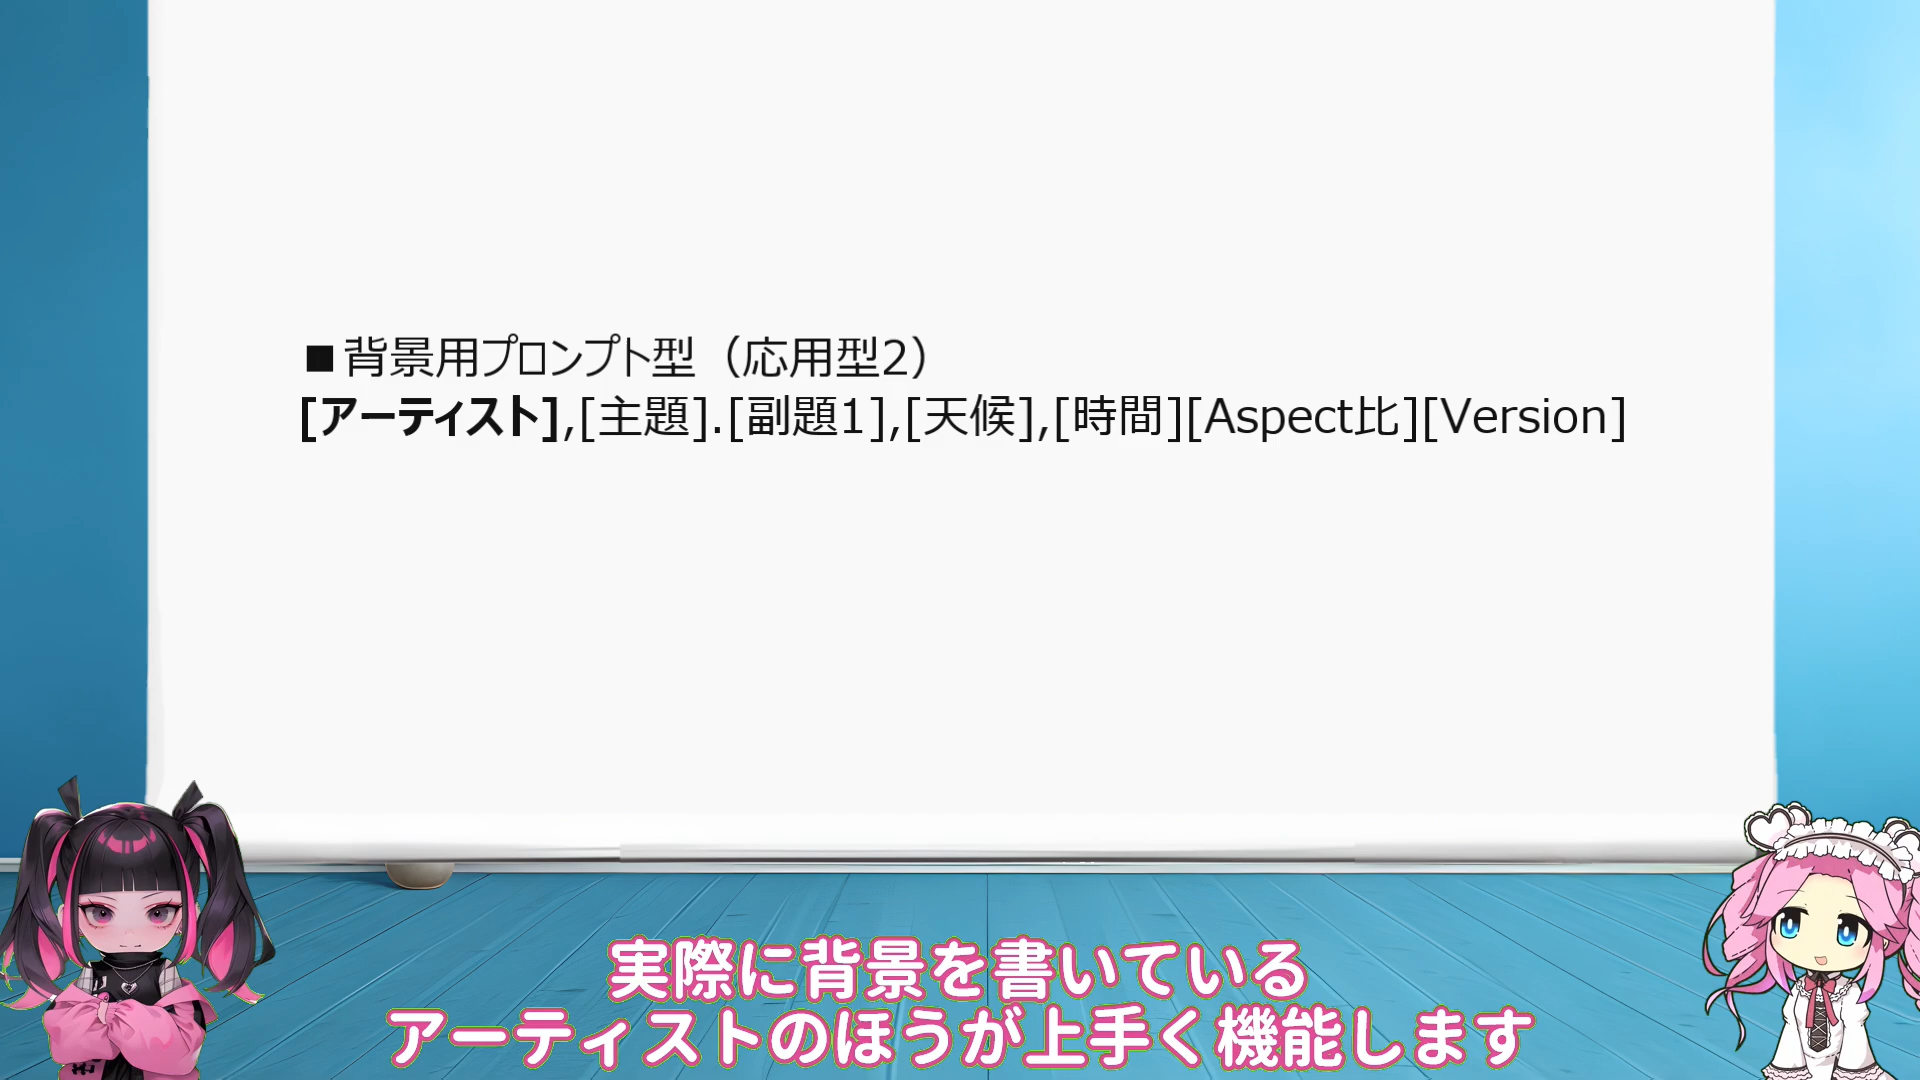 ■背景用プロンプト型（応用型2）
[アーティスト],[主題].[副題1],[天候],[時間][Aspect比][Version]
実際に背景を書いている
アーティストのほうが上手く機能します